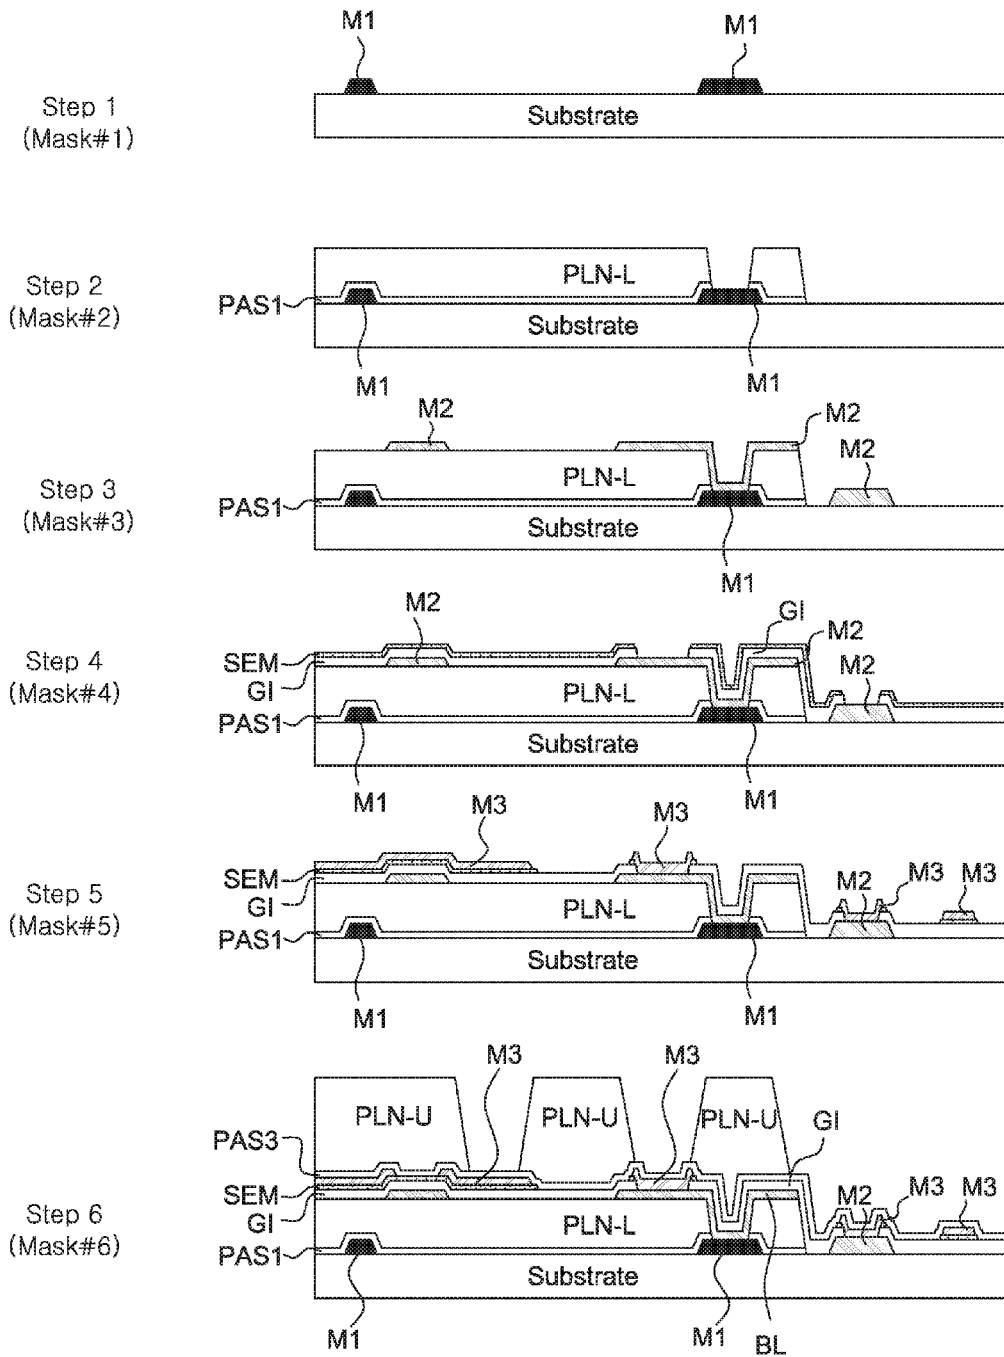 M1
M1
Step 1
(Mask#1)
Substrate
Step 2
(Mask#2)
PLN-L
PAS1
Substrate
M1
M1
M2
M2
M2
Step 3
(Mask#3)
PLN-L
PAS1
Substrate
M1
M2
GI
M2
M2
Step 4
(Mask#4)
SEM
GI
PLN-L
PAS1
Substrate
M1
M1
M3
M3
M2
M3
M3
Step 5
(Mask#5)
SEM
GI
PLN-L
PAS1
Substrate
M1
M1
M3
M3
PLN-U
PLN-U
PLN-U
GI
PAS3
M2
M3
M3
Step 6
(Mask#6)
SEM
GI
PLN-L
PAS1
Substrate
M1
M1
BL